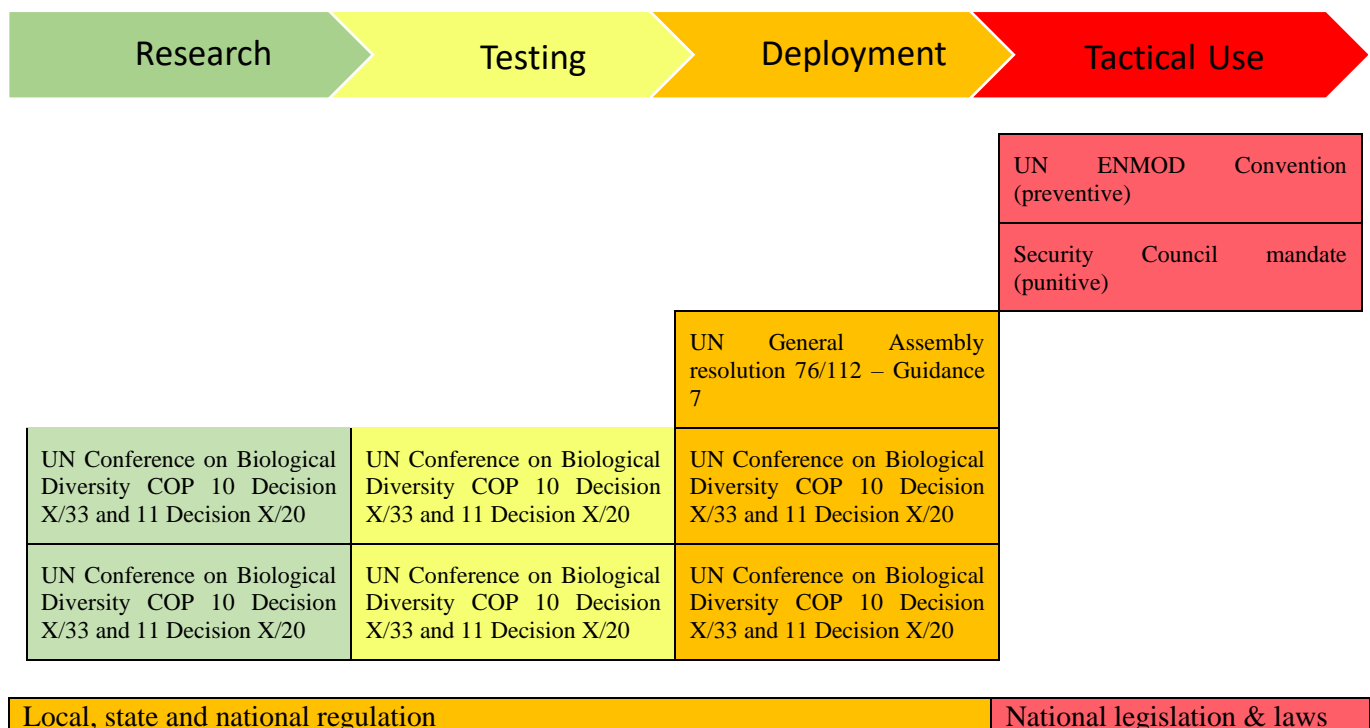 Research
Testing
Deployment
Tactical Use
UN ENMOD Convention
(preventive)
Security Council mandate
(punitive)
UN General Assembly
resolution 76/112 – Guidance
7
UN Conference on Biological
Diversity COP 10 Decision
X/33 and 11 Decision X/20
UN Conference on Biological
Diversity COP 10 Decision
X/33 and 11 Decision X/20
UN Conference on Biological
Diversity COP 10 Decision
X/33 and 11 Decision X/20
UN Conference on Biological
Diversity COP 10 Decision
X/33 and 11 Decision X/20
UN Conference on Biological
Diversity COP 10 Decision
X/33 and 11 Decision X/20
UN Conference on Biological
Diversity COP 10 Decision
X/33 and 11 Decision X/20
Local, state and national regulation
National legislation & laws